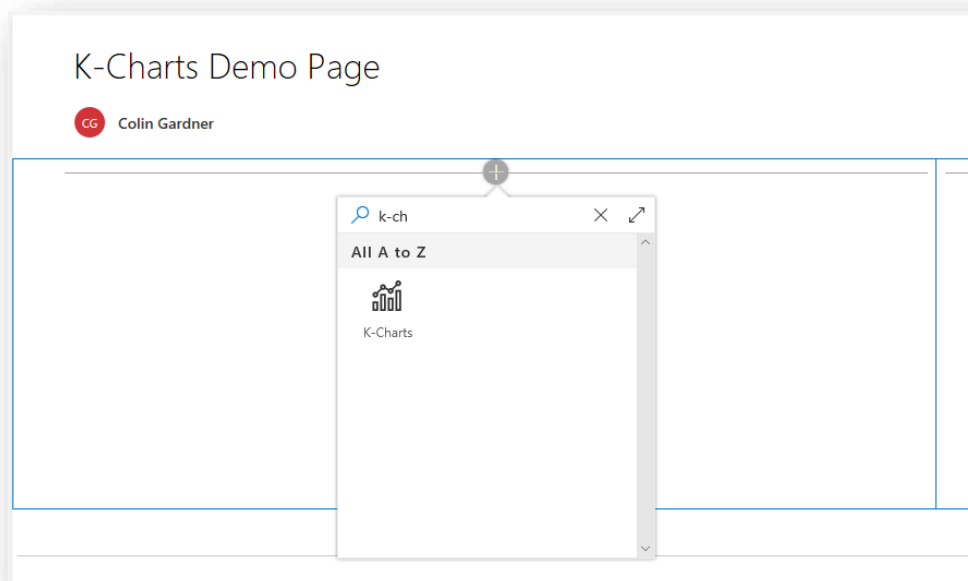 K-Charts Demo Page
CG Colin Gardner
k-ch
All A to Z
K-Charts